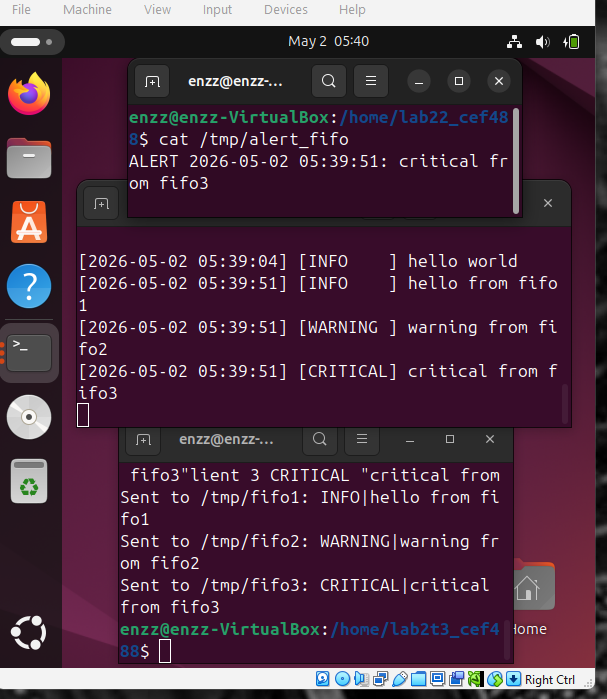 File Machine View Input Devices Help
May 2 05:40
enzz@enzz-...
enzz@enzz-VirtualBox:/home/lab22_cef48
8$ cat /tmp/alert_fifo
ALERT 2026-05-02 05:39:51: critical fr
om fifo3
[2026-05-02 05:39:04] [INFO    ] hello world
[2026-05-02 05:39:51] [INFO    ] hello from fifo
1
[2026-05-02 05:39:51] [WARNING ] warning from fi
fo2
[2026-05-02 05:39:51] [CRITICAL] critical from f
ifo3
enzz@enzz-...
fifo3"lient 3 CRITICAL "critical from
Sent to /tmp/fifo1: INFO|hello from fi
fo1
Sent to /tmp/fifo2: WARNING|warning fr
om fifo2
Sent to /tmp/fifo3: CRITICAL|critical
from fifo3
enzz@enzz-VirtualBox:/home/lab2t3_cef4
88$
Home
Right Ctrl